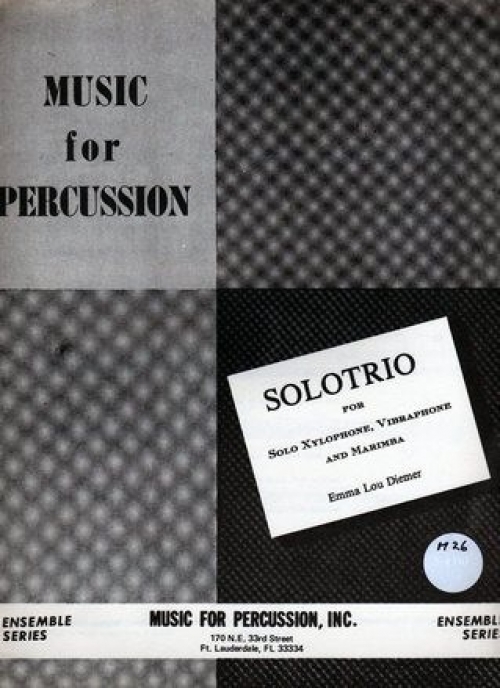 MUSIC
for
PERCUSSION
SOLOTRIO
FOR
SOLO XYLOPHONE, VIBRAPHONE
AND MARIMBA
Emma Lou Diemer
M26
ENSEMBLE
SERIES
MUSIC FOR PERCUSSION, INC.
170 N.E. 33rd Street
Ft. Lauderdale, FL 33334
ENSEMBLE
SERIES